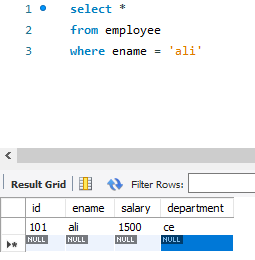 1 select *
2 from employee
3 where ename = 'ali'
Result Grid Filter Rows:
id ename salary department
101 ali 1500 ce
NULL NULL NULL NULL